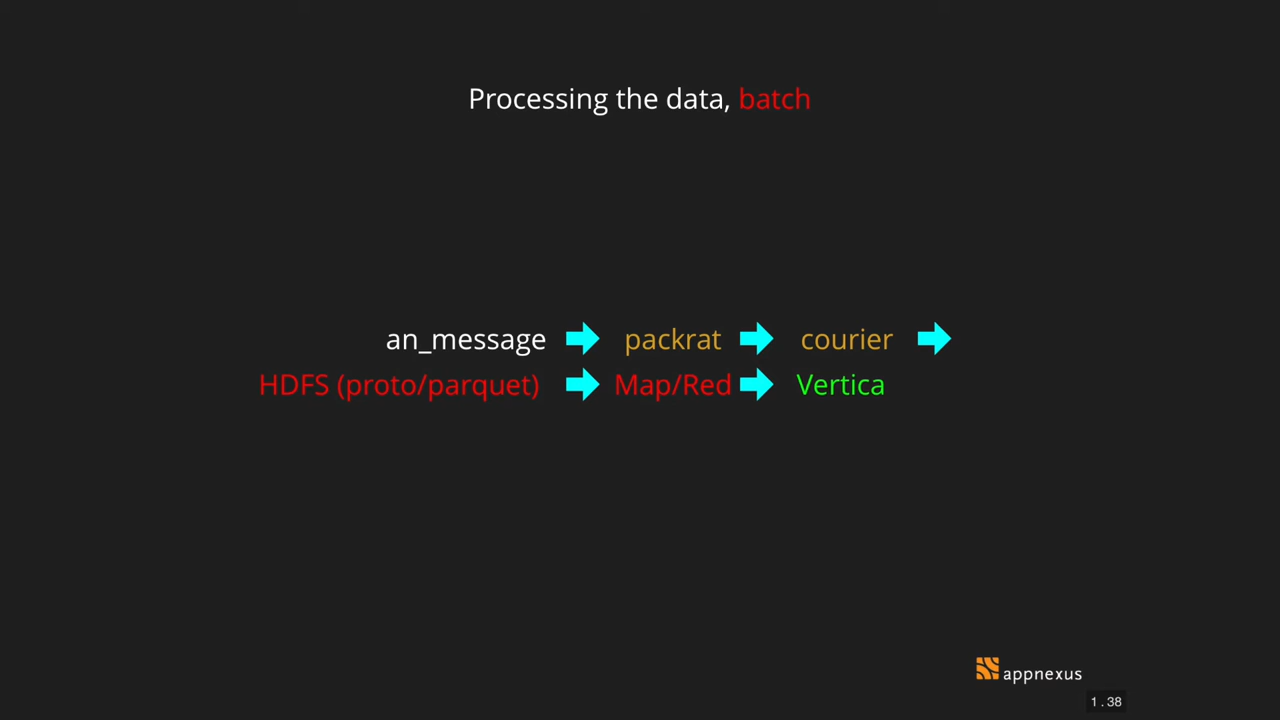 Processing the data, batch
an_message packrat courier
HDFS (proto/parquet) Map/Red Vertica
appnexus
1.38